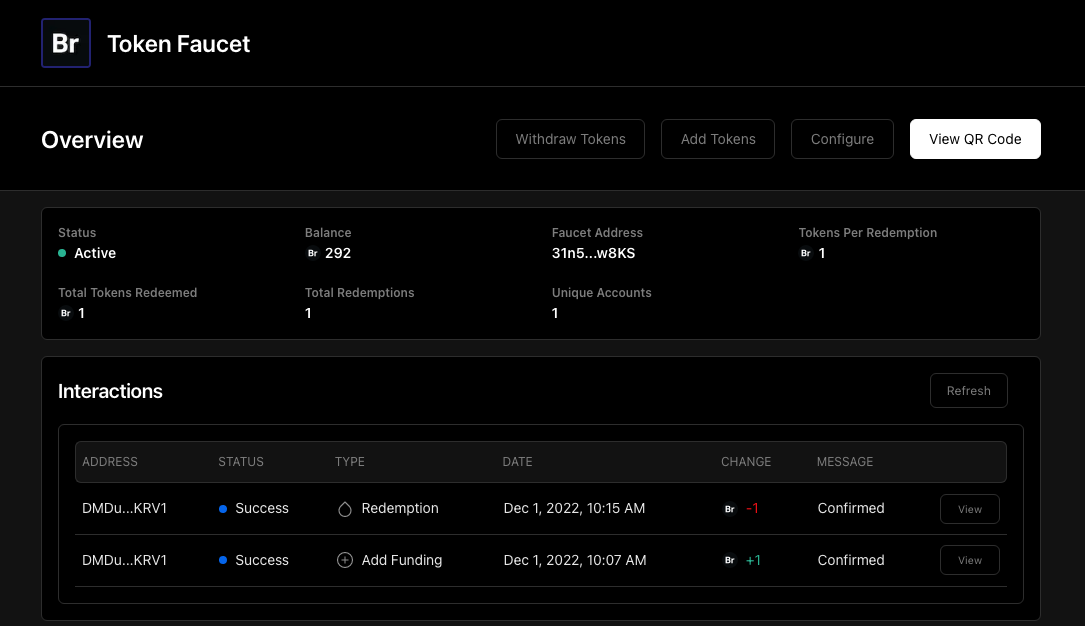 Br Token Faucet
Overview Withdraw Tokens Add Tokens Configure View QR Code
Status Balance Faucet Address Tokens Per Redemption
Active Br 292 31n5...w8KS Br 1
Total Tokens Redeemed Total Redemptions Unique Accounts
Br 1 1 1
Interactions Refresh
ADDRESS STATUS TYPE DATE CHANGE MESSAGE
DMDu...KRV1 Success Redemption Dec 1, 2022, 10:15 AM Br -1 Confirmed View
DMDu...KRV1 Success Add Funding Dec 1, 2022, 10:07 AM Br +1 Confirmed View